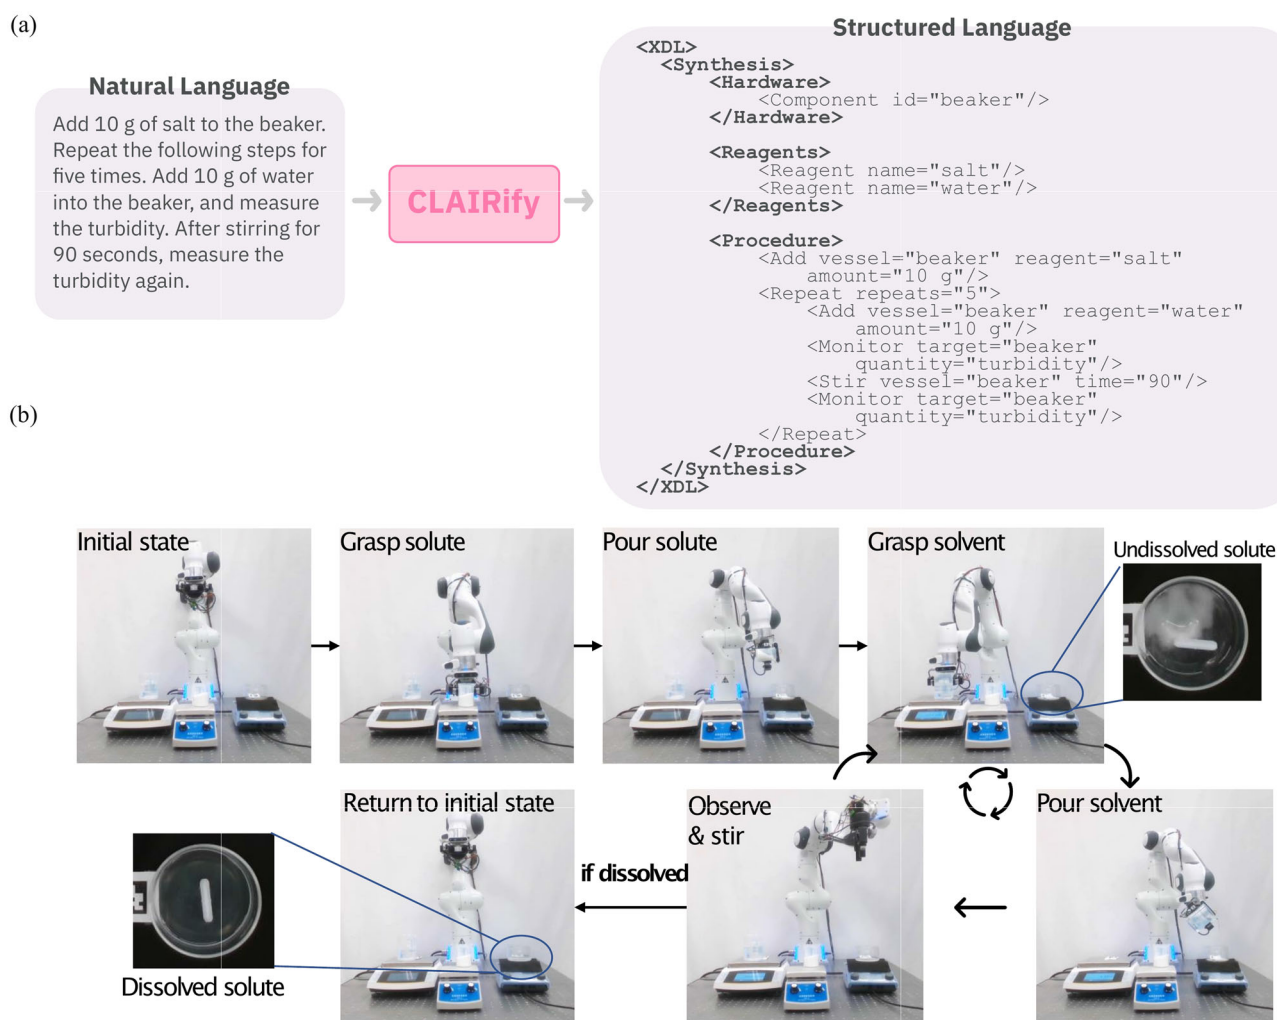 (a)
Natural Language
Add 10 g of salt to the beaker.
Repeat the following steps for
five times. Add 10 g of water
into the beaker, and measure
the turbidity. After stirring for
90 seconds, measure the
turbidity again.
CLAIRify
Structured Language
<XDL>
<Synthesis>
<Hardware>
<Component id="beaker"/>
</Hardware>
<Reagents>
<Reagent name="salt"/>
<Reagent name="water"/>
</Reagents>
<Procedure>
<Add vessel="beaker" reagent="salt"
amount="10 g"/>
<Repeat repeats="5">
<Add vessel="beaker" reagent="water"
amount="10 g"/>
<Monitor target="beaker"
quantity="turbidity"/>
<Stir vessel="beaker" time="90"/>
<Monitor target="beaker"
quantity="turbidity"/>
</Repeat>
</Procedure>
</Synthesis>
</XDL>
(b)
Initial state
Grasp solute
Pour solute
Grasp solvent
Undissolved solute
Return to initial state
Observe
& stir
Pour solvent
if dissolved
Dissolved solute